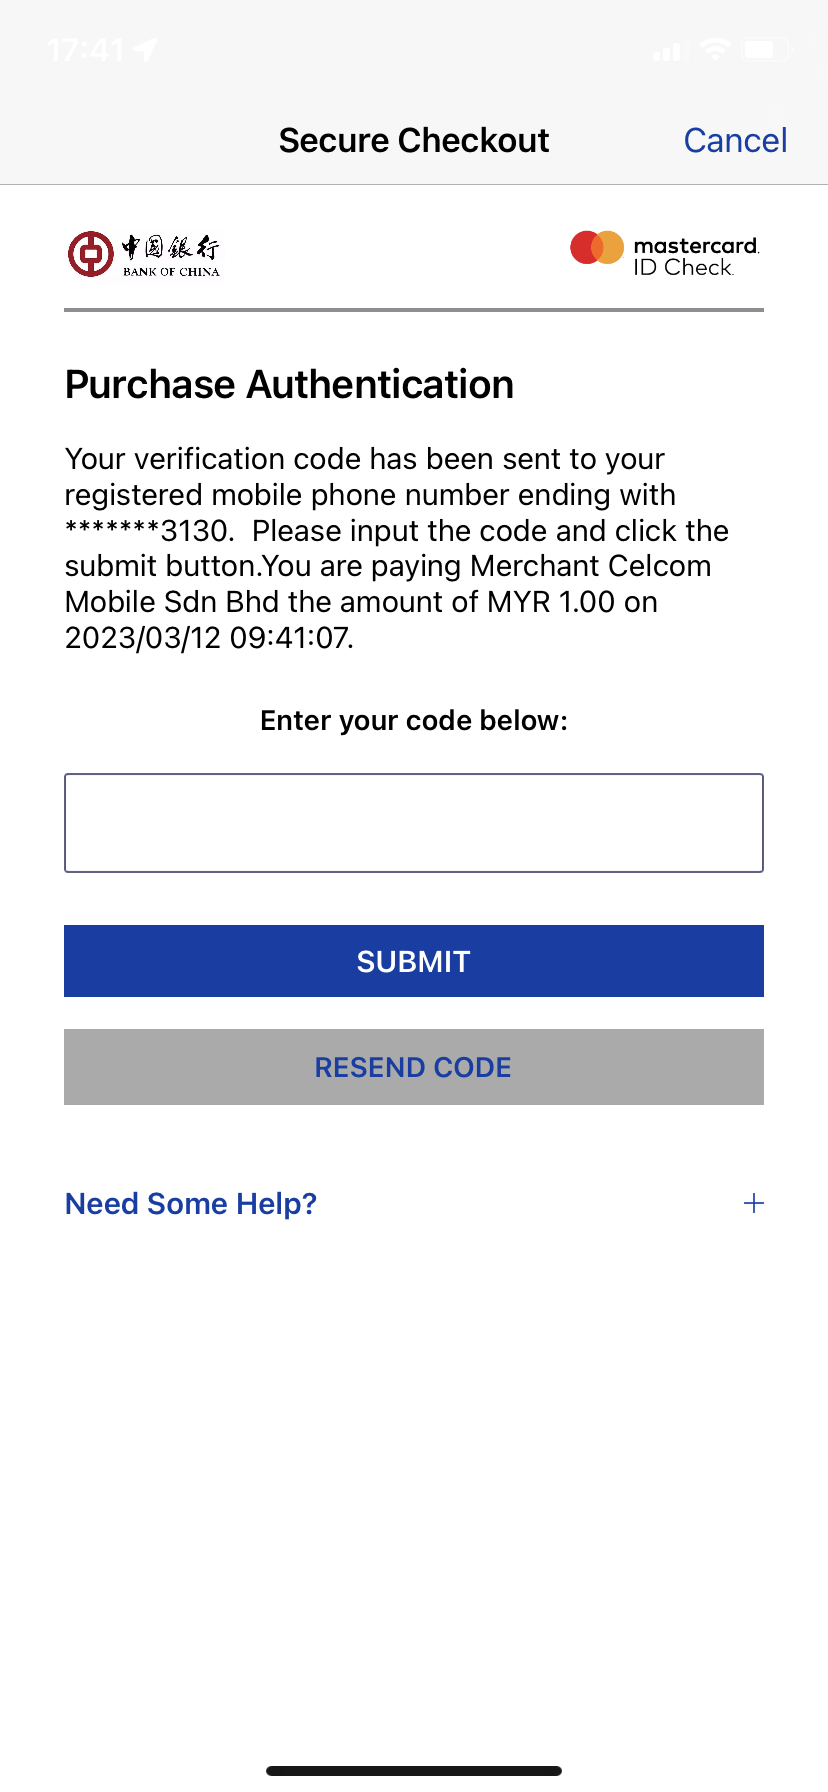 17:41
Secure Checkout
Cancel
中国銀行
BANK OF CHINA
mastercard.
ID Check.
Purchase Authentication
Your verification code has been sent to your
registered mobile phone number ending with
*******3130.  Please input the code and click the
submit button.You are paying Merchant Celcom
Mobile Sdn Bhd the amount of MYR 1.00 on
2023/03/12 09:41:07.
Enter your code below:
SUBMIT
RESEND CODE
Need Some Help?
+